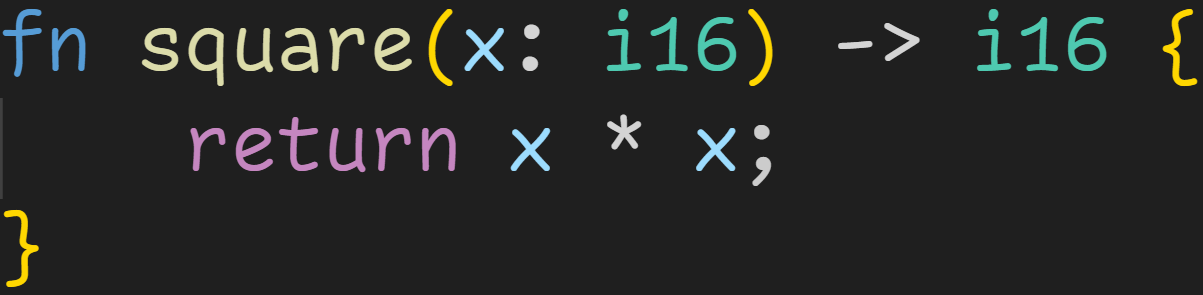 fn square(x: i16) -> i16 {
    return x * x;
}